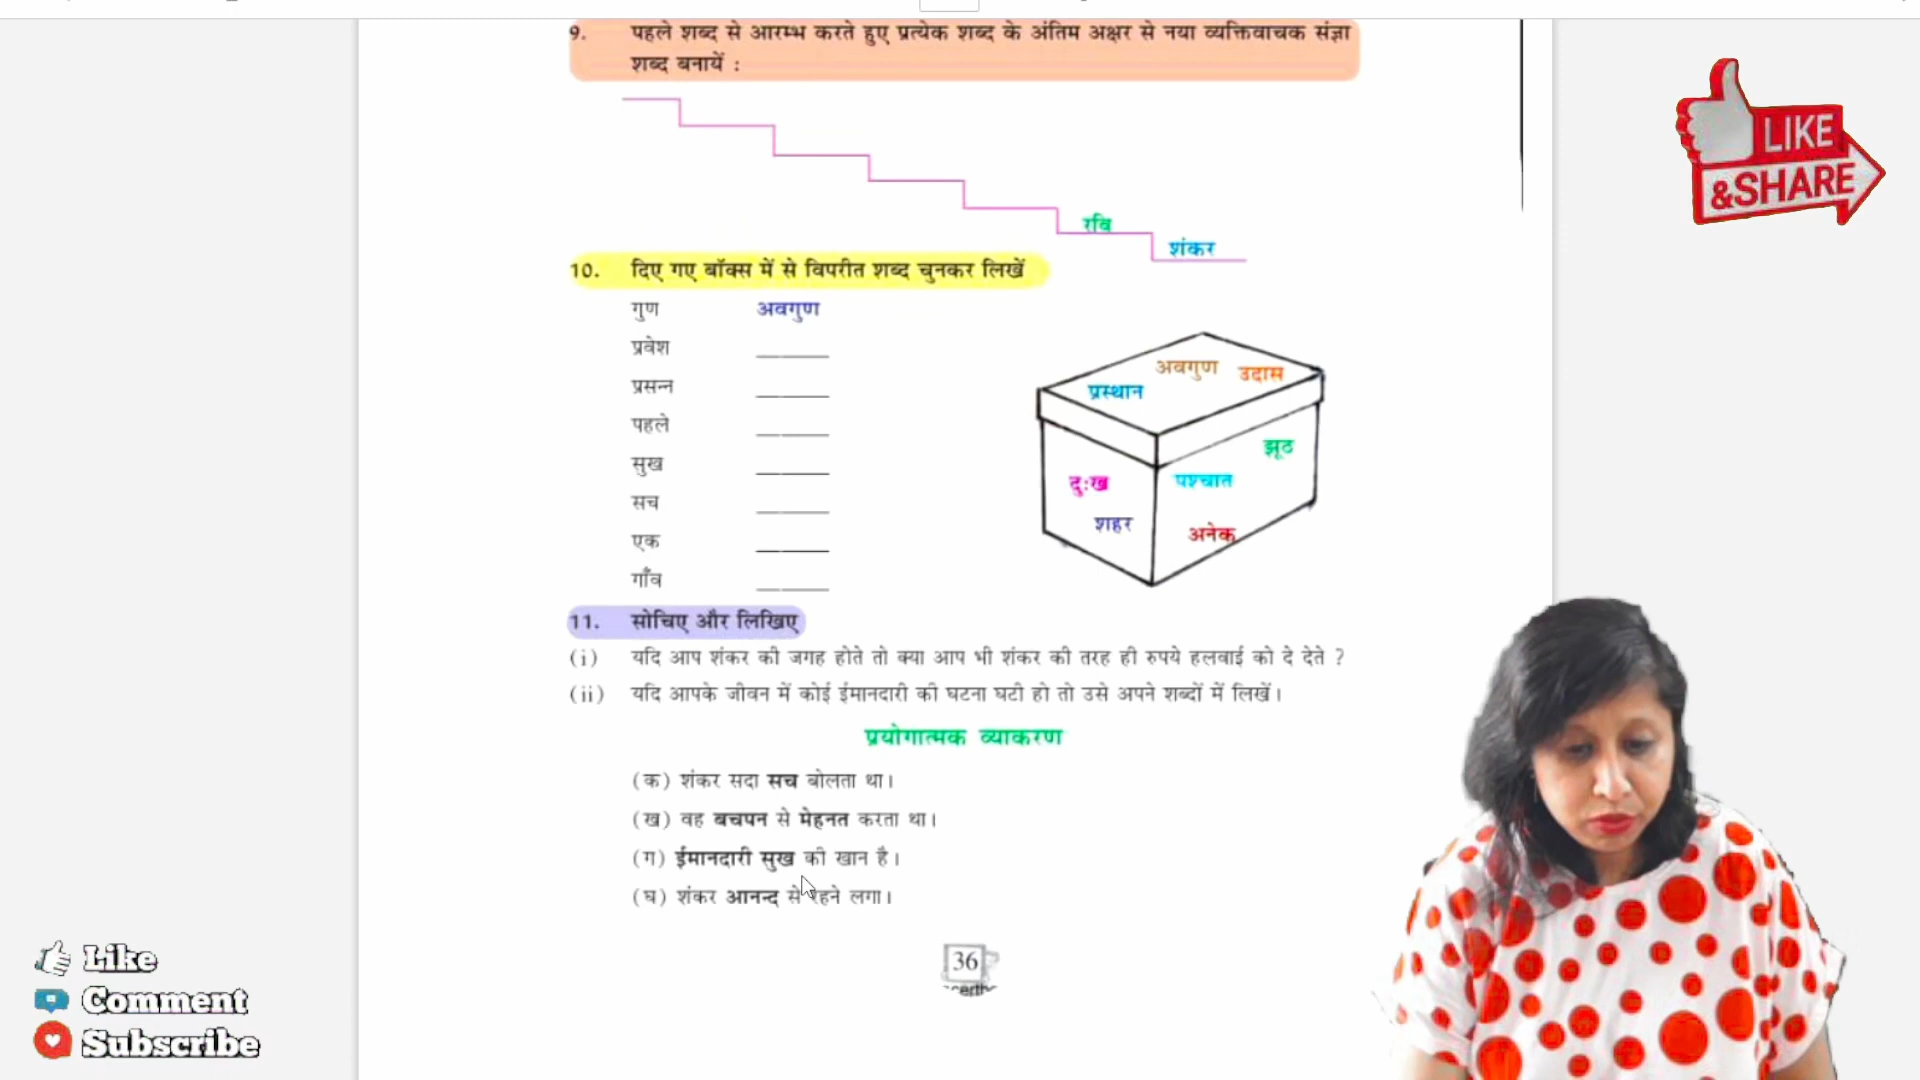 9. पहले शब्द से आरम्भ करते हुए प्रत्येक शब्द के अंतिम अक्षर से नया व्यक्तिवाचक संज्ञा
शब्द बनायें :
रवि
शंकर
10. दिए गए बॉक्स में से विपरीत शब्द चुनकर लिखें
गुण अवगुण
प्रवेश
प्रसन्न
पहले
सुख
सच
एक
गाँव
अवगुण उदास
प्रस्थान
झूठ
दुःख पश्चात
शहर अनेक
11. सोचिए और लिखिए
(i) यदि आप शंकर की जगह होते तो क्या आप भी शंकर की तरह ही रुपये हलवाई को दे देते ?
(ii) यदि आपके जीवन में कोई ईमानदारी की घटना घटी हो तो उसे अपने शब्दों में लिखें।
प्रयोगात्मक व्याकरण
(क) शंकर सदा सच बोलता था।
(ख) वह बचपन से मेहनत करता था।
(ग) ईमानदारी सुख की खान है।
(घ) शंकर आनन्द से रहने लगा।
36
LIKE
&SHARE
Like
Comment
Subscribe